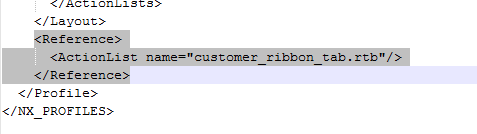 </ActionLists>
</Layout>
<Reference>
<ActionList name="customer_ribbon_tab.rtb"/>
</Reference>
</Profile>
</NX_PROFILES>